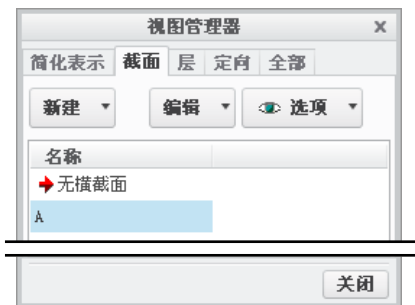 视图管理器 x
简化表示 截面 层 定向 全部
新建 编辑 选项
名称
无横截面
A
关闭